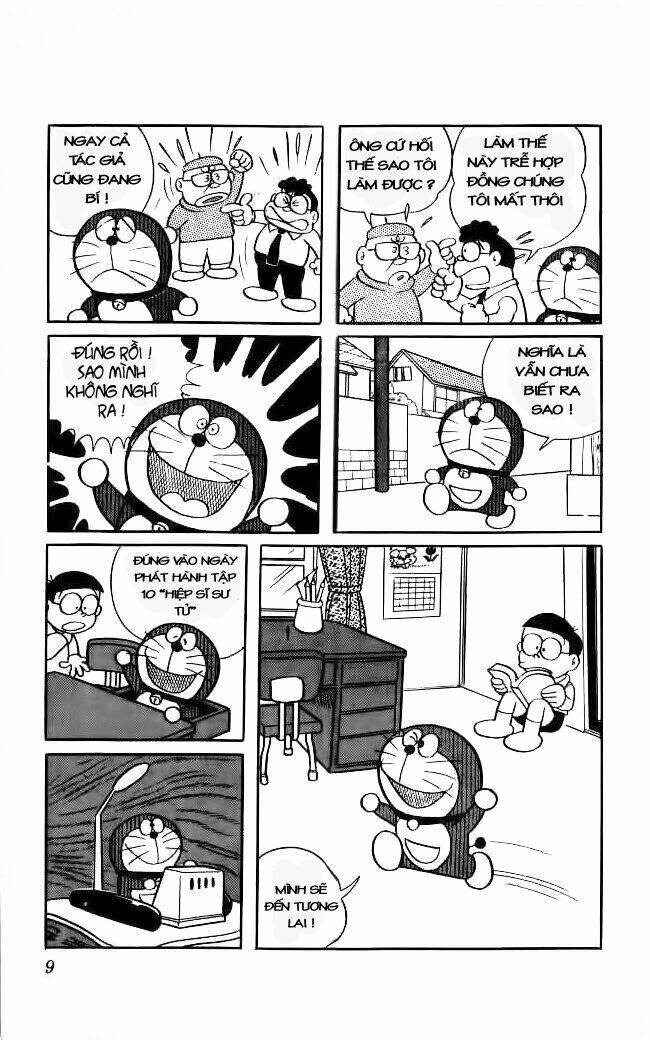 LÀM THẾ
NÀY TRỄ HỢP
ĐỒNG CHÚNG
TÔI MẤT THÔI
ÔNG CỨ HỐI
THẾ SAO TÔI
LÀM ĐƯỢC ?
NGAY CẢ
TÁC GIẢ
CŨNG ĐANG
BÍ !
NGHĨA LÀ
VẪN CHƯA
BIẾT RA
SAO !
ĐÚNG RỒI !
SAO MÌNH
KHÔNG NGHĨ
RA !
MÌNH SẼ
ĐẾN TƯƠNG
LAI !
ĐÚNG VÀO NGÀY
PHÁT HÀNH TẬP
10 “HIỆP SĨ SƯ
TỬ”
9